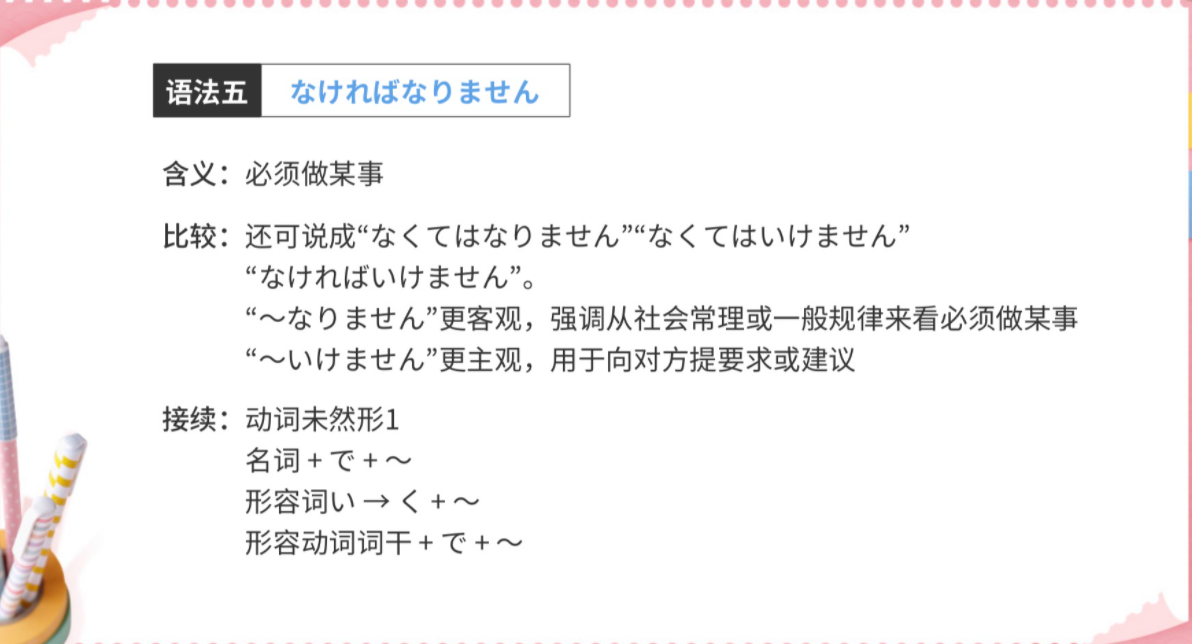 语法五 なければなりません
含义：必须做某事
比较：还可说成“なくてはなりません”“なくてはいけません”
“なければいけません”。
“～なりません”更客观，强调从社会常理或一般规律来看必须做某事
“～いけません”更主观，用于向对方提要求或建议
接续：动词未然形1
名词 + で + ～
形容词い → く + ～
形容动词词干 + で + ～